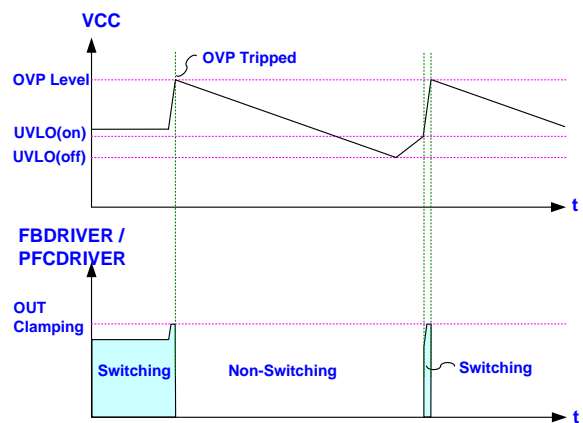 VCC
OVP Tripped
OVP Level
UVLO(on)
UVLO(off)
t
FBDRIVER /
PFCDRIVER
OUT
Clamping
Switching
Non-Switching
Switching
t